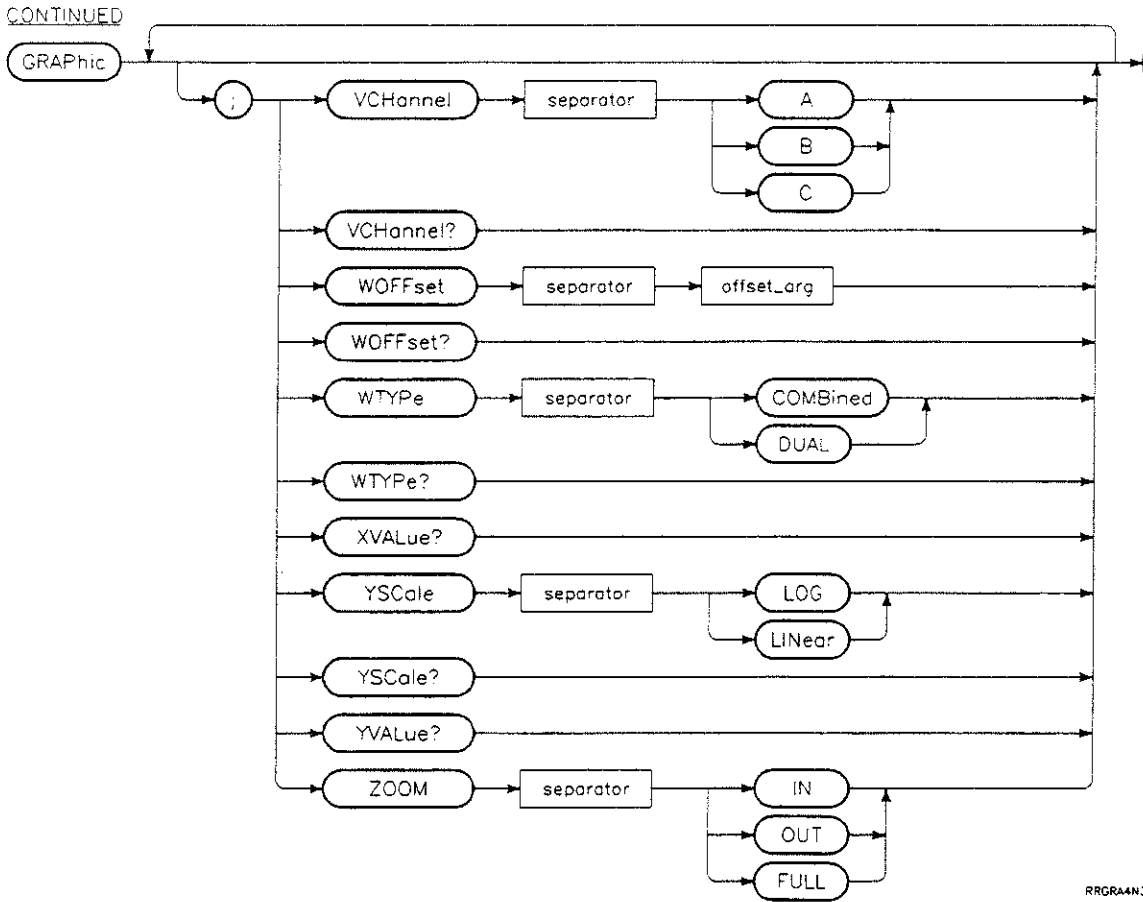 CONTINUED
GRAPhic
;
VCHannel separator A
B
C
VCHannel?
WOFFset separator offset_arg
WOFFset?
WTYPe separator COMBined
DUAL
WTYPe?
XVALue?
YSCale separator LOG
LINear
YSCale?
YVALue?
ZOOM separator IN
OUT
FULL